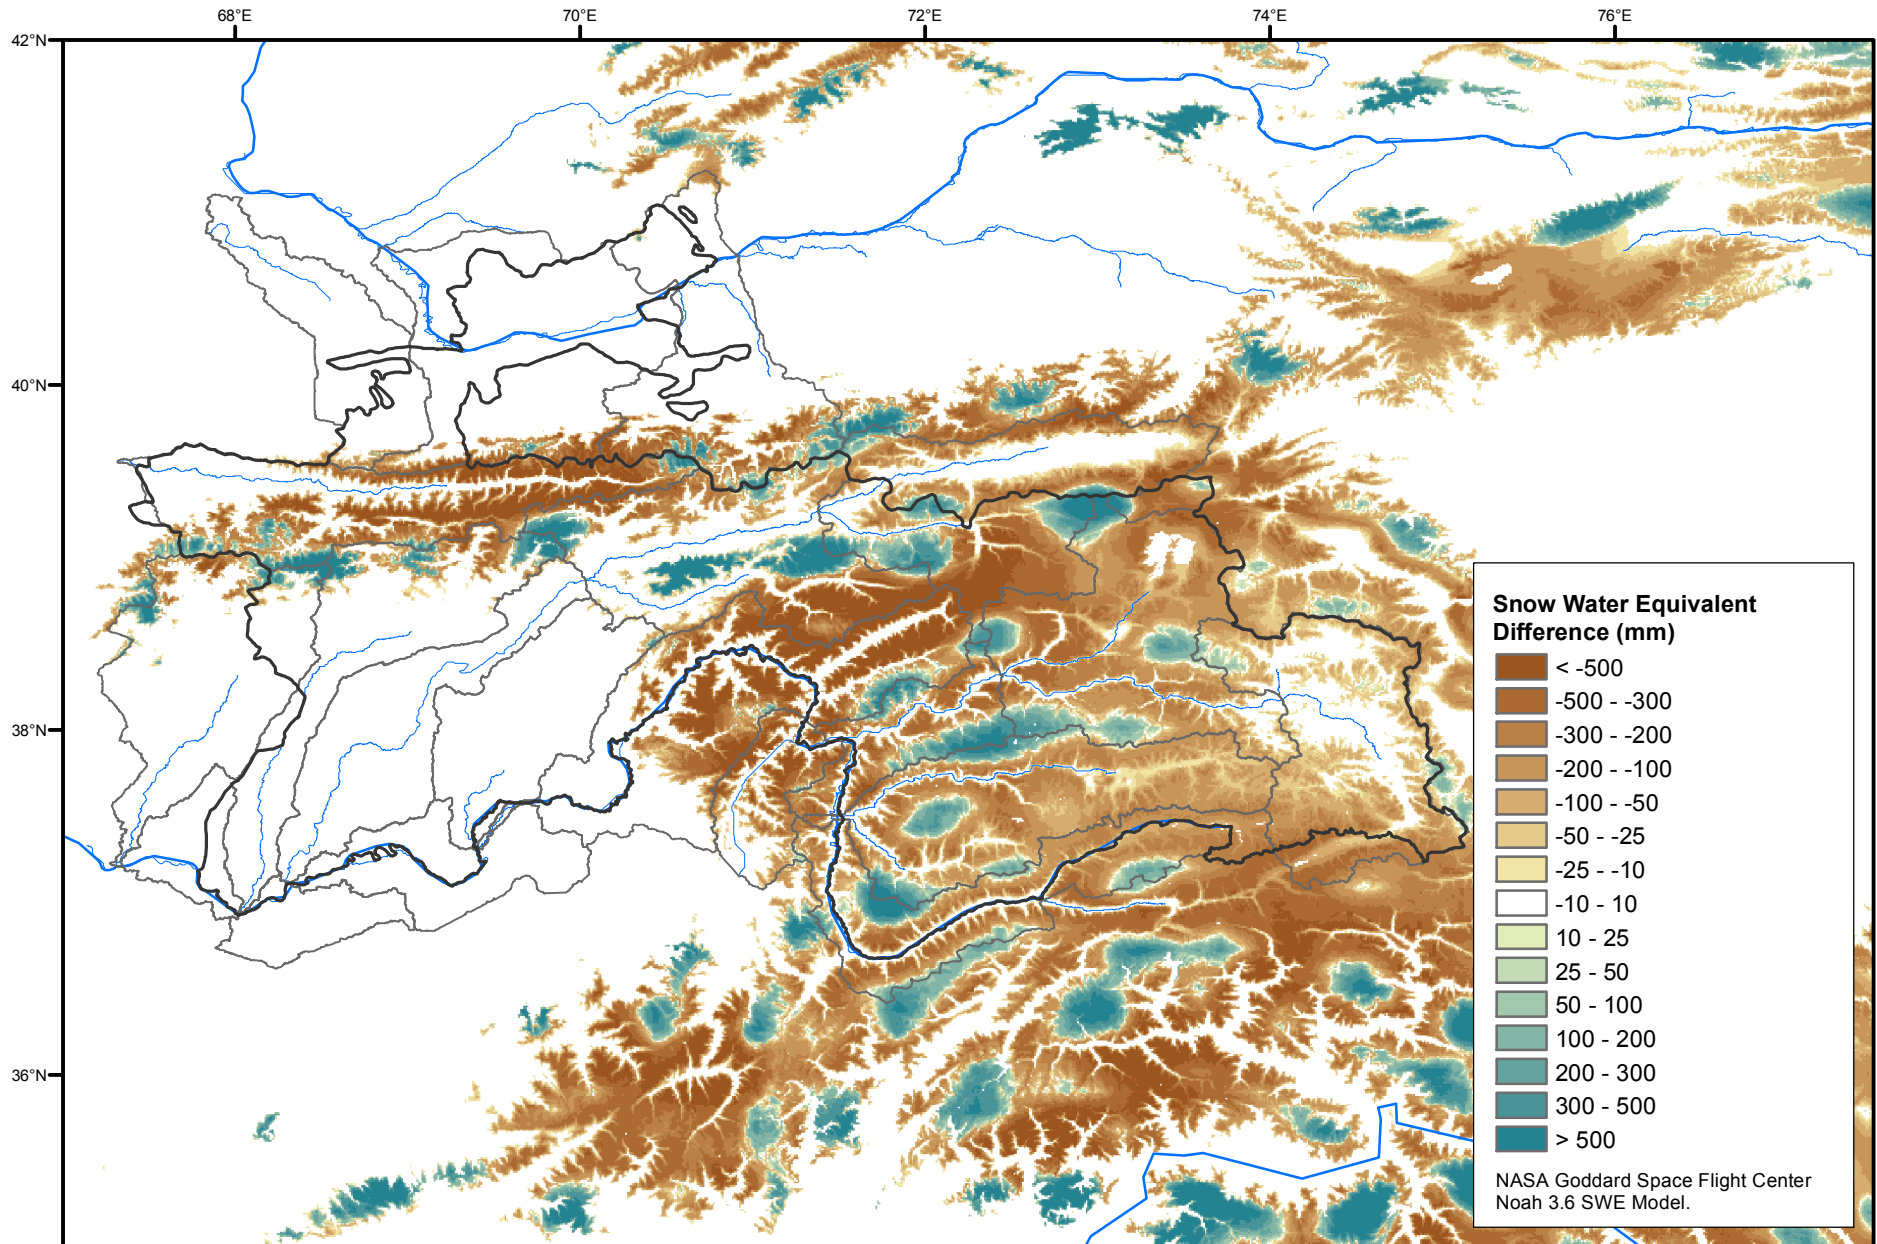 68°E 70°E 72°E 74°E 76°E
42°N
40°N
38°N
36°N
Snow Water Equivalent
Difference (mm)
< -500
-500 - -300
-300 - -200
-200 - -100
-100 - -50
-50 - -25
-25 - -10
-10 - 10
10 - 25
25 - 50
50 - 100
100 - 200
200 - 300
300 - 500
> 500
NASA Goddard Space Flight Center
Noah 3.6 SWE Model.